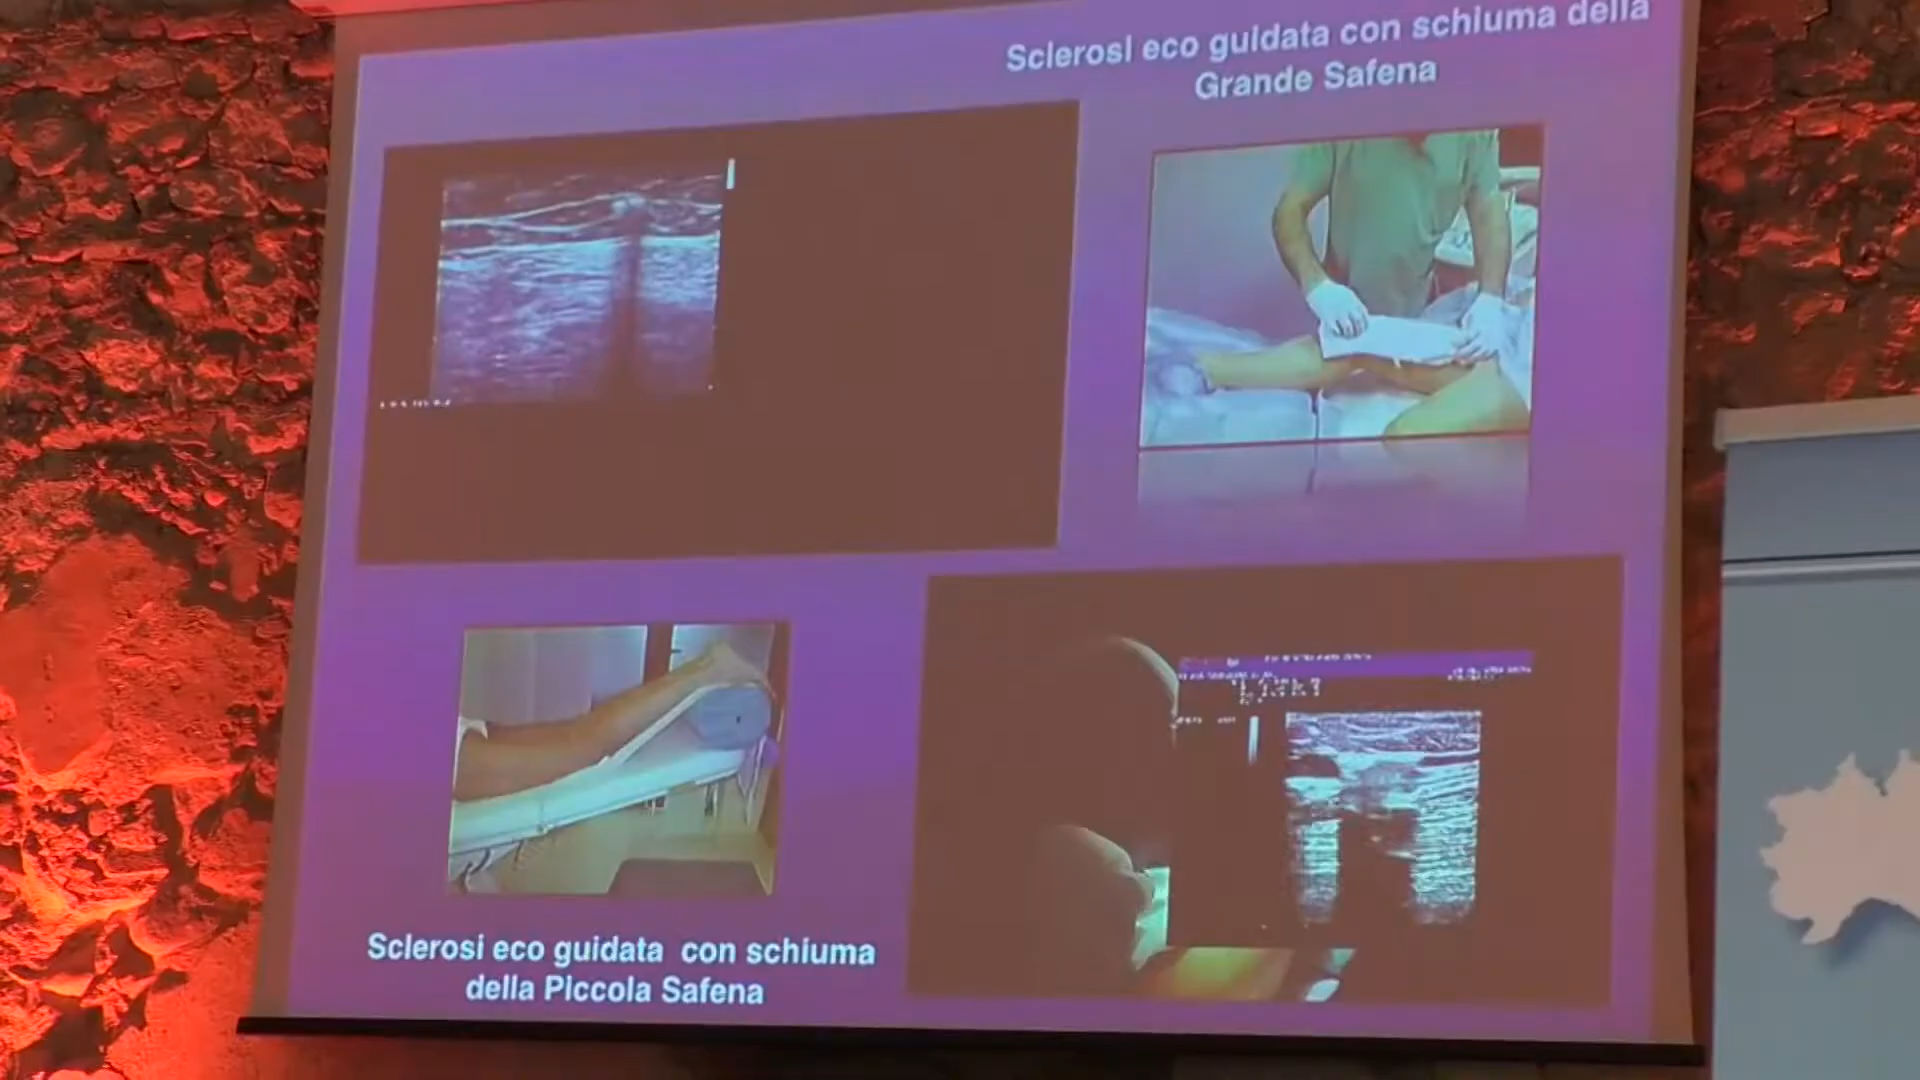 Sclerosi eco guidata con schiuma della
Grande Safena
Sclerosi eco guidata con schiuma
della Piccola Safena